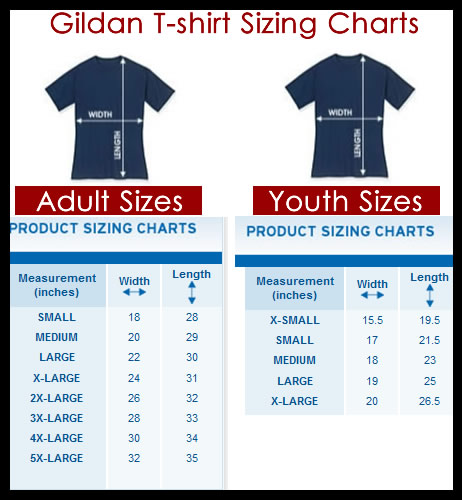 Gildan T-shirt Sizing Charts
WIDTH
LENGTH
WIDTH
LENGTH
Adult Sizes
Youth Sizes
PRODUCT SIZING CHARTS
Measurement (inches) Width Length
SMALL 18 28
MEDIUM 20 29
LARGE 22 30
X-LARGE 24 31
2X-LARGE 26 32
3X-LARGE 28 33
4X-LARGE 30 34
5X-LARGE 32 35
PRODUCT SIZING CHARTS
Measurement (inches) Width Length
X-SMALL 15.5 19.5
SMALL 17 21.5
MEDIUM 18 23
LARGE 19 25
X-LARGE 20 26.5